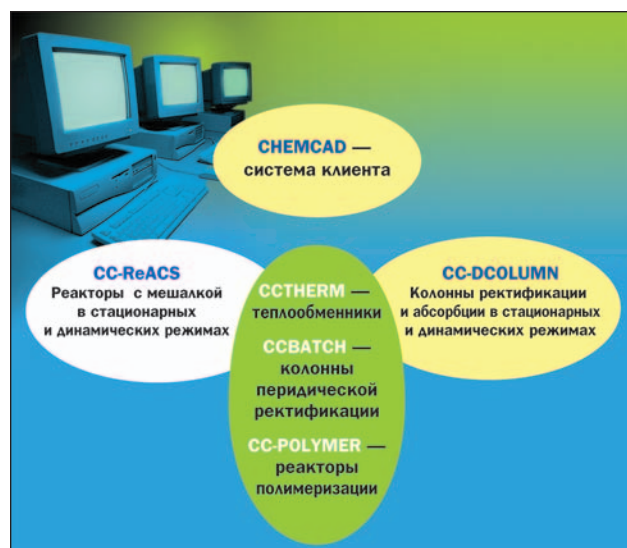 CHEMCAD —
система клиента
CC-ReACS
Реакторы с мешалкой
в стационарных
и динамических режимах
CCTHERM —
теплообменники
CCBATCH —
колонны
перидической
ректификации
CC-POLYMER —
реакторы
полимеризации
CC-DCOLUMN
Колонны ректификации
и абсорбции в стационарных
и динамических режимах